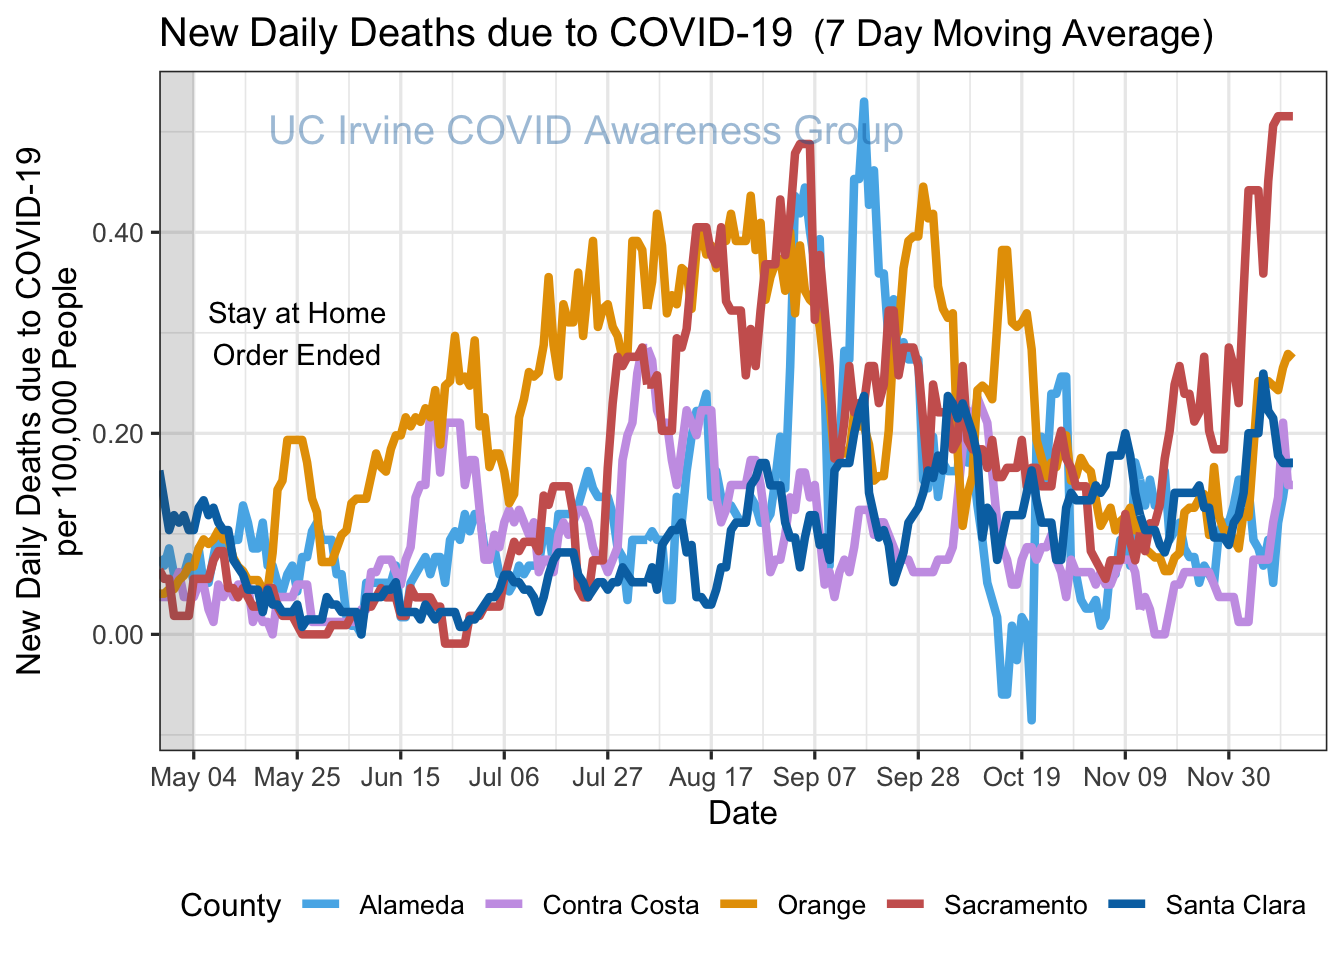 New Daily Deaths due to COVID-19 (7 Day Moving Average)
UC Irvine COVID Awareness Group
New Daily Deaths due to COVID-19
per 100,000 People
0.40
0.20
0.00
Stay at Home
Order Ended
May 04 May 25 Jun 15 Jul 06 Jul 27 Aug 17 Sep 07 Sep 28 Oct 19 Nov 09 Nov 30
Date
County Alameda Contra Costa Orange Sacramento Santa Clara